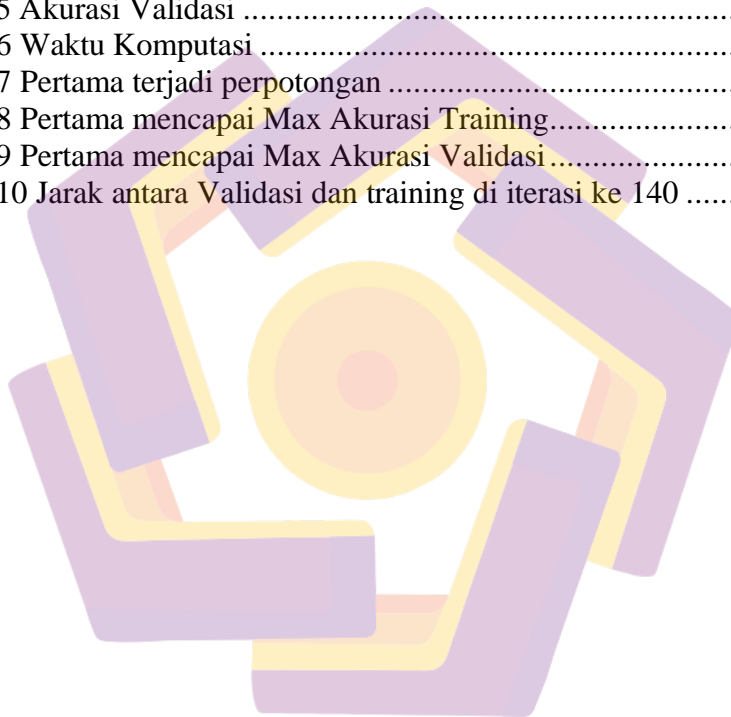 5 Akurasi Validasi ..................................................
6 Waktu Komputasi ................................................
7 Pertama terjadi perpotongan ...................................
8 Pertama mencapai Max Akurasi Training....................
9 Pertama mencapai Max Akurasi Validasi ....................
10 Jarak antara Validasi dan training di iterasi ke 140 ......